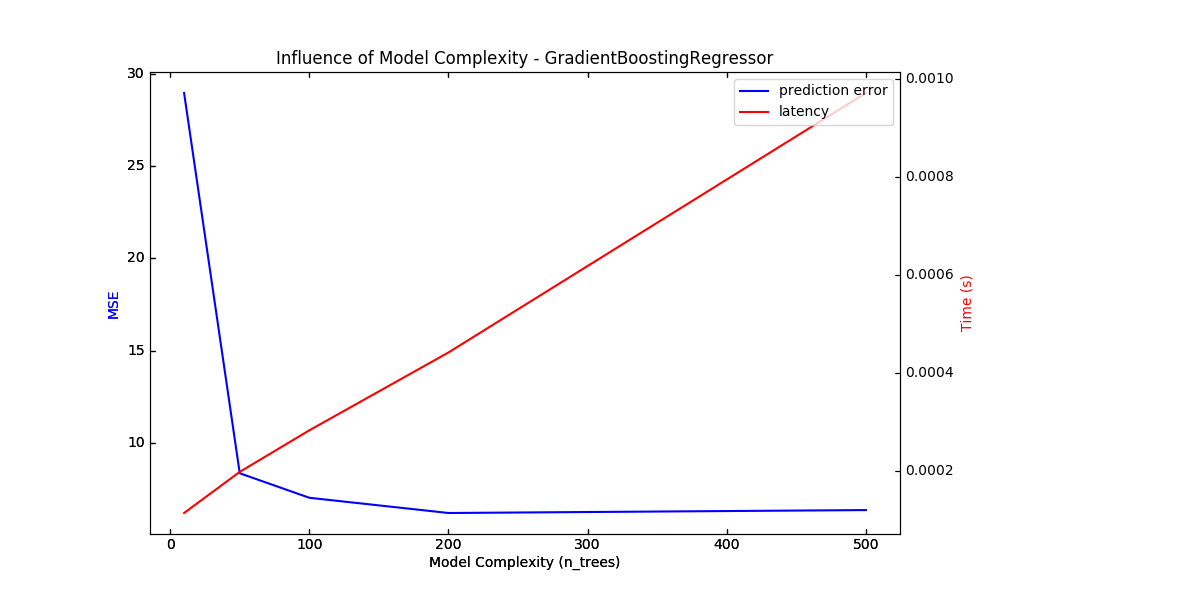 Influence of Model Complexity - GradientBoostingRegressor
prediction error
latency
30
25
20
15
10
MSE
0.0010
0.0008
0.0006
0.0004
0.0002
Time (s)
0 100 200 300 400 500
Model Complexity (n_trees)